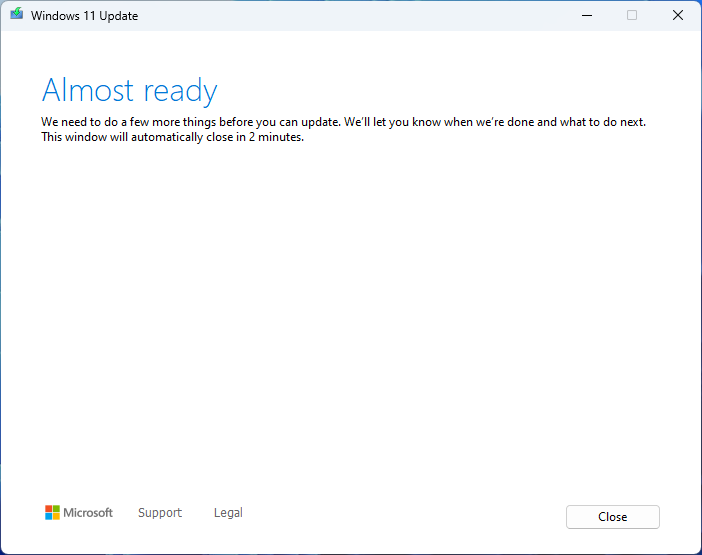 Windows 11 Update
Almost ready
We need to do a few more things before you can update. We'll let you know when we're done and what to do next.
This window will automatically close in 2 minutes.
Microsoft Support Legal
Close